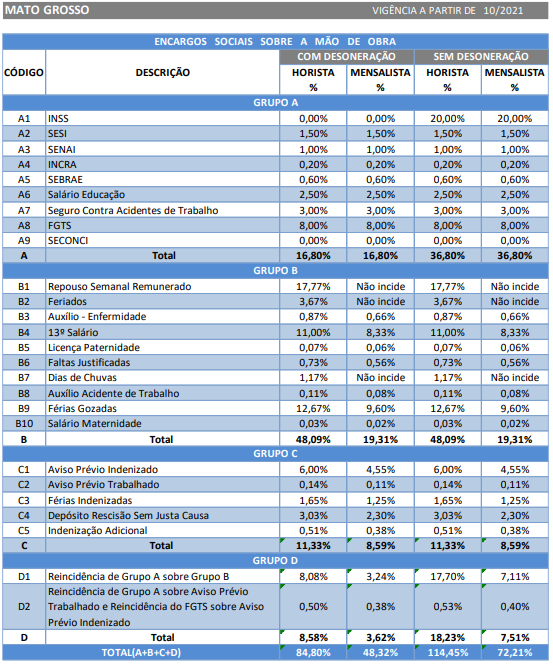 MATO GROSSO VIGÊNCIA A PARTIR DE 10/2021
ENCARGOS SOCIAIS SOBRE A MÃO DE OBRA
CÓDIGO DESCRIÇÃO COM DESONERAÇÃO SEM DESONERAÇÃO
HORISTA MENSALISTA HORISTA MENSALISTA
% % % %
GRUPO A
A1 INSS 0,00% 0,00% 20,00% 20,00%
A2 SESI 1,50% 1,50% 1,50% 1,50%
A3 SENAI 1,00% 1,00% 1,00% 1,00%
A4 INCRA 0,20% 0,20% 0,20% 0,20%
A5 SEBRAE 0,60% 0,60% 0,60% 0,60%
A6 Salário Educação 2,50% 2,50% 2,50% 2,50%
A7 Seguro Contra Acidentes de Trabalho 3,00% 3,00% 3,00% 3,00%
A8 FGTS 8,00% 8,00% 8,00% 8,00%
A9 SECONCI 0,00% 0,00% 0,00% 0,00%
A Total 16,80% 16,80% 36,80% 36,80%
GRUPO B
B1 Repouso Semanal Remunerado 17,77% Não incide 17,77% Não incide
B2 Feriados 3,67% Não incide 3,67% Não incide
B3 Auxílio - Enfermidade 0,87% 0,66% 0,87% 0,66%
B4 13º Salário 11,00% 8,33% 11,00% 8,33%
B5 Licença Paternidade 0,07% 0,06% 0,07% 0,06%
B6 Faltas Justificadas 0,73% 0,56% 0,73% 0,56%
B7 Dias de Chuvas 1,17% Não incide 1,17% Não incide
B8 Auxílio Acidente de Trabalho 0,11% 0,08% 0,11% 0,08%
B9 Férias Gozadas 12,67% 9,60% 12,67% 9,60%
B10 Salário Maternidade 0,03% 0,02% 0,03% 0,02%
B Total 48,09% 19,31% 48,09% 19,31%
GRUPO C
C1 Aviso Prévio Indenizado 6,00% 4,55% 6,00% 4,55%
C2 Aviso Prévio Trabalhado 0,14% 0,11% 0,14% 0,11%
C3 Férias Indenizadas 1,65% 1,25% 1,65% 1,25%
C4 Depósito Rescisão Sem Justa Causa 3,03% 2,30% 3,03% 2,30%
C5 Indenização Adicional 0,51% 0,38% 0,51% 0,38%
C Total 11,33% 8,59% 11,33% 8,59%
GRUPO D
D1 Reincidência de Grupo A sobre Grupo B 8,08% 3,24% 17,70% 7,11%
Reincidência de Grupo A sobre Aviso Prévio
D2 Trabalhado e Reincidência do FGTS sobre Aviso 0,50% 0,38% 0,53% 0,40%
Prévio Indenizado
D Total 8,58% 3,62% 18,23% 7,51%
TOTAL(A+B+C+D) 84,80% 48,32% 114,45% 72,21%